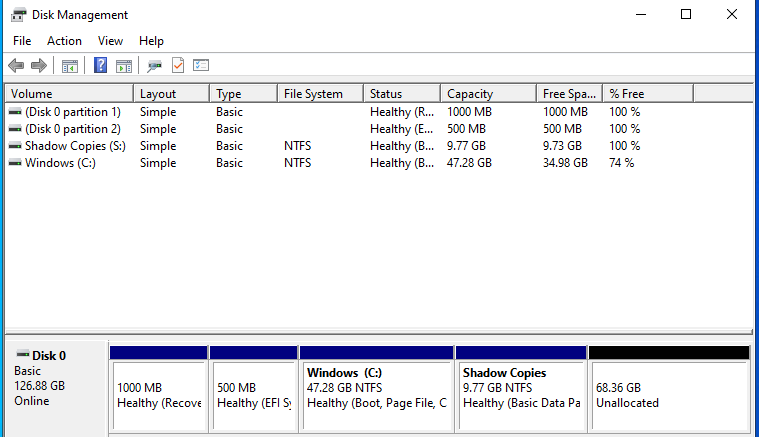 Disk Management
File Action View Help
Volume Layout Type File System Status Capacity Free Spa... % Free
(Disk 0 partition 1) Simple Basic Healthy (R... 1000 MB 1000 MB 100 %
(Disk 0 partition 2) Simple Basic Healthy (E... 500 MB 500 MB 100 %
Shadow Copies (S:) Simple Basic NTFS Healthy (B... 9.77 GB 9.73 GB 100 %
Windows (C:) Simple Basic NTFS Healthy (B... 47.28 GB 34.98 GB 74 %
Disk 0
Basic
126.88 GB
Online
1000 MB
Healthy (Recove
500 MB
Healthy (EFI Sy
Windows (C:)
47.28 GB NTFS
Healthy (Boot, Page File, C
Shadow Copies
9.77 GB NTFS
Healthy (Basic Data Pa
68.36 GB
Unallocated